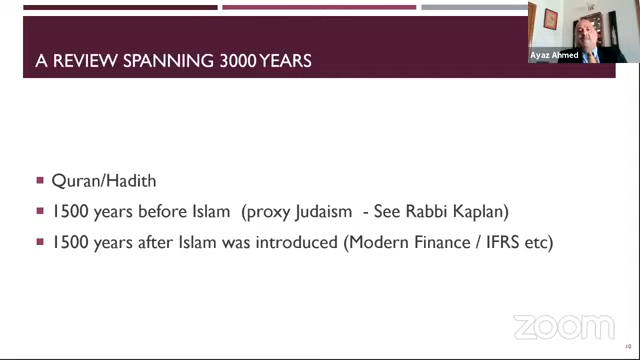 Ayaz Ahmed
A REVIEW SPANNING 3000 YEARS
Quran/Hadith
1500 years before Islam (proxy Judaism - See Rabbi Kaplan)
1500 years after Islam was introduced (Modern Finance / IFRS etc)
zoom
10